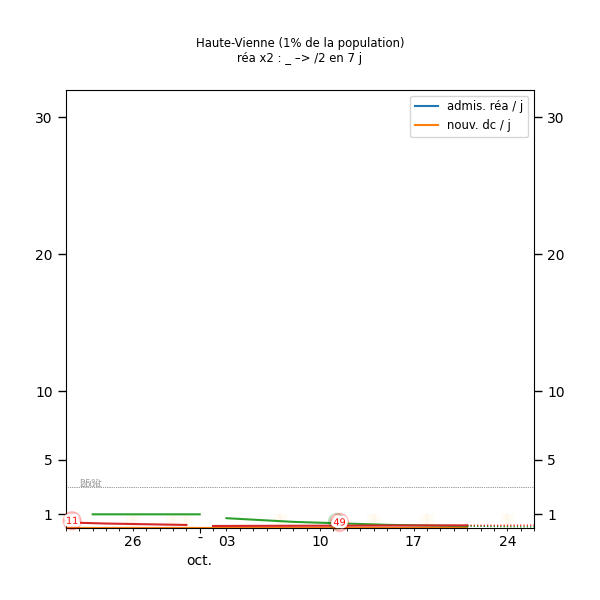 Haute-Vienne (1% de la population)
réa x2 : _ –> /2 en 7 j
admis. réa / j
nouv. dc / j
30 30
20 20
10 10
5 5
1 1
11
49
26 - 03 10 17 24
oct.